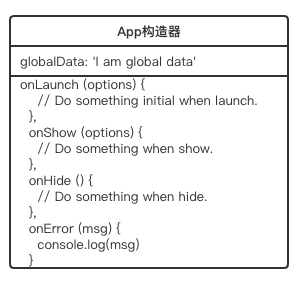 App构造器
globalData: 'I am global data'
onLaunch (options) {
// Do something initial when launch.
},
onShow (options) {
// Do something when show.
},
onHide () {
// Do something when hide.
},
onError (msg) {
console.log(msg)
}